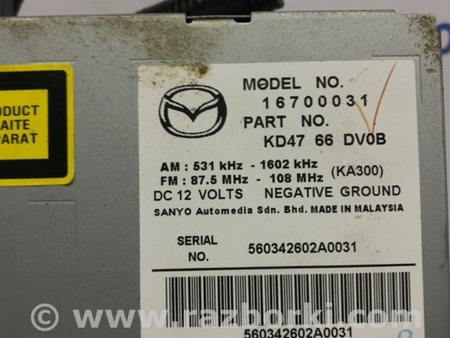 RODUCT
AITE
PARAT
MODEL NO.
16700031
PART NO.
KD47 66 DV0B
AM : 531 kHz - 1602 kHz
FM : 87.5 MHz - 108 MHz (KA300)
DC 12 VOLTS NEGATIVE GROUND
SANYO Automedia Sdn. Bhd. MADE IN MALAYSIA
SERIAL NO. 560342602A0031
560342602A0031
© www.razborki.com